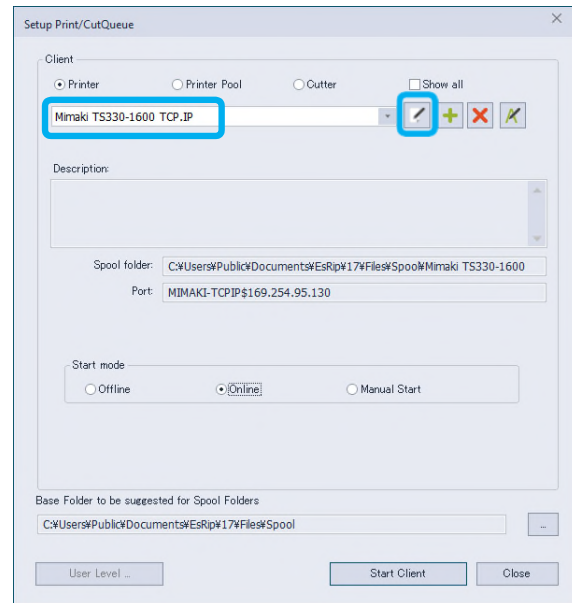 Setup Print/CutQueue
Client
Printer
Printer Pool
Cutter
Show all
Mimaki TS330-1600 TCP.IP
Description:
Spool folder: C:¥Users¥Public¥Documents¥EsRip¥17¥Files¥Spool¥Mimaki TS330-1600
Port: MIMAKI-TCPIP$169.254.95.130
Start mode
Offline
Online
Manual Start
Base Folder to be suggested for Spool Folders
C:¥Users¥Public¥Documents¥EsRip¥17¥Files¥Spool
...
User Level ...
Start Client
Close